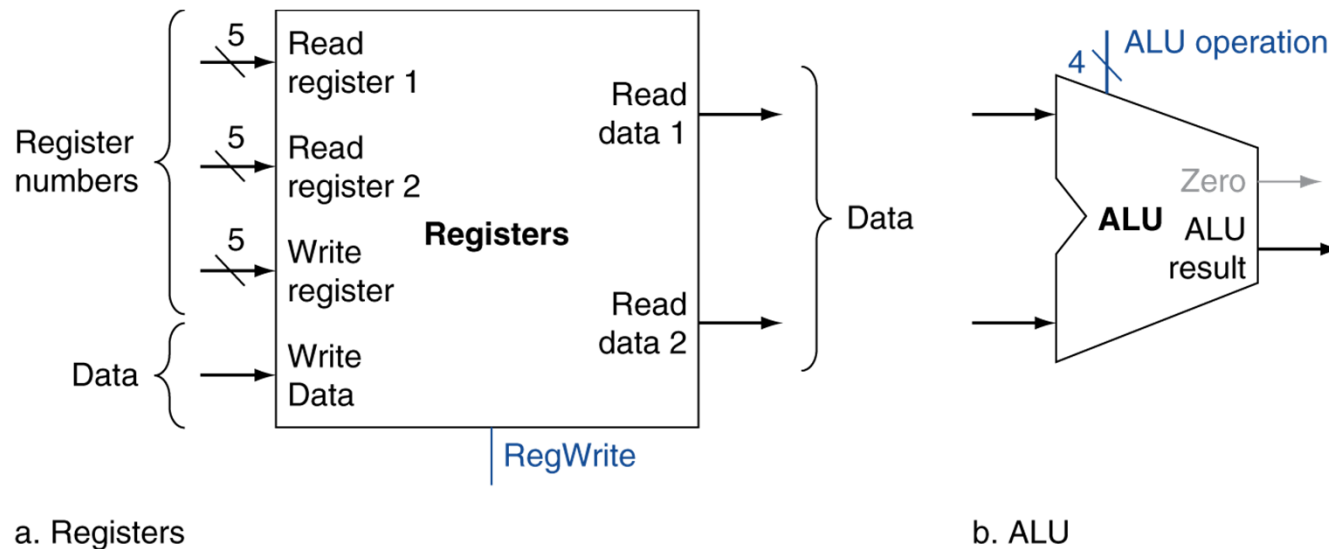 Register
numbers
Data
5
Read
register 1
5
Read
register 2
5
Write
register
Write
Data
Registers
Read
data 1
Read
data 2
Data
RegWrite
a. Registers
4
ALU operation
Zero
ALU
ALU
result
b. ALU